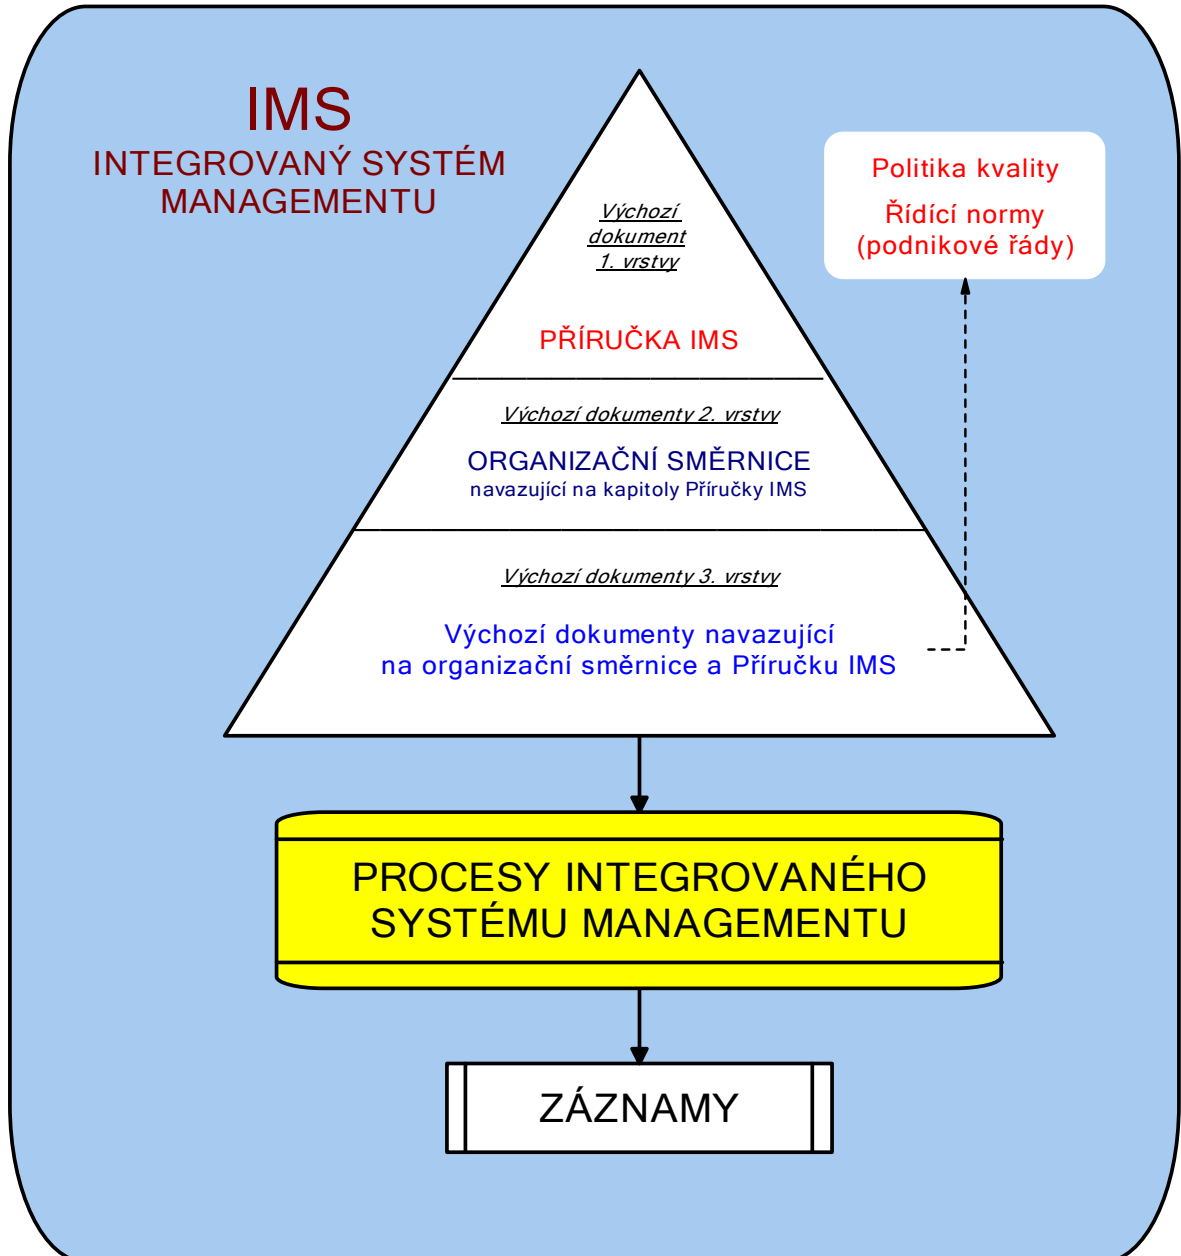 IMS
INTEGROVANÝ SYSTÉM
MANAGEMENTU
Výchozí
dokument
1. vrstvy
PŘÍRUČKA IMS
Politika kvality
Řídící normy
(podnikové řády)
Výchozí dokumenty 2. vrstvy
ORGANIZAČNÍ SMĚRNICE
navazující na kapitoly Příručky IMS
Výchozí dokumenty 3. vrstvy
Výchozí dokumenty navazující
na organizační směrnice a Příručku IMS
PROCESY INTEGROVANÉHO
SYSTÉMU MANAGEMENTU
ZÁZNAMY